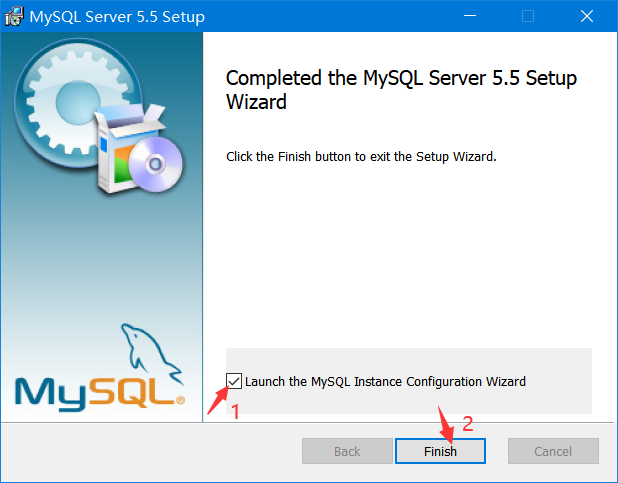 MySQL Server 5.5 Setup
Completed the MySQL Server 5.5 Setup
Wizard
Click the Finish button to exit the Setup Wizard.
MySQL®
Launch the MySQL Instance Configuration Wizard
1
2
Back
Finish
Cancel